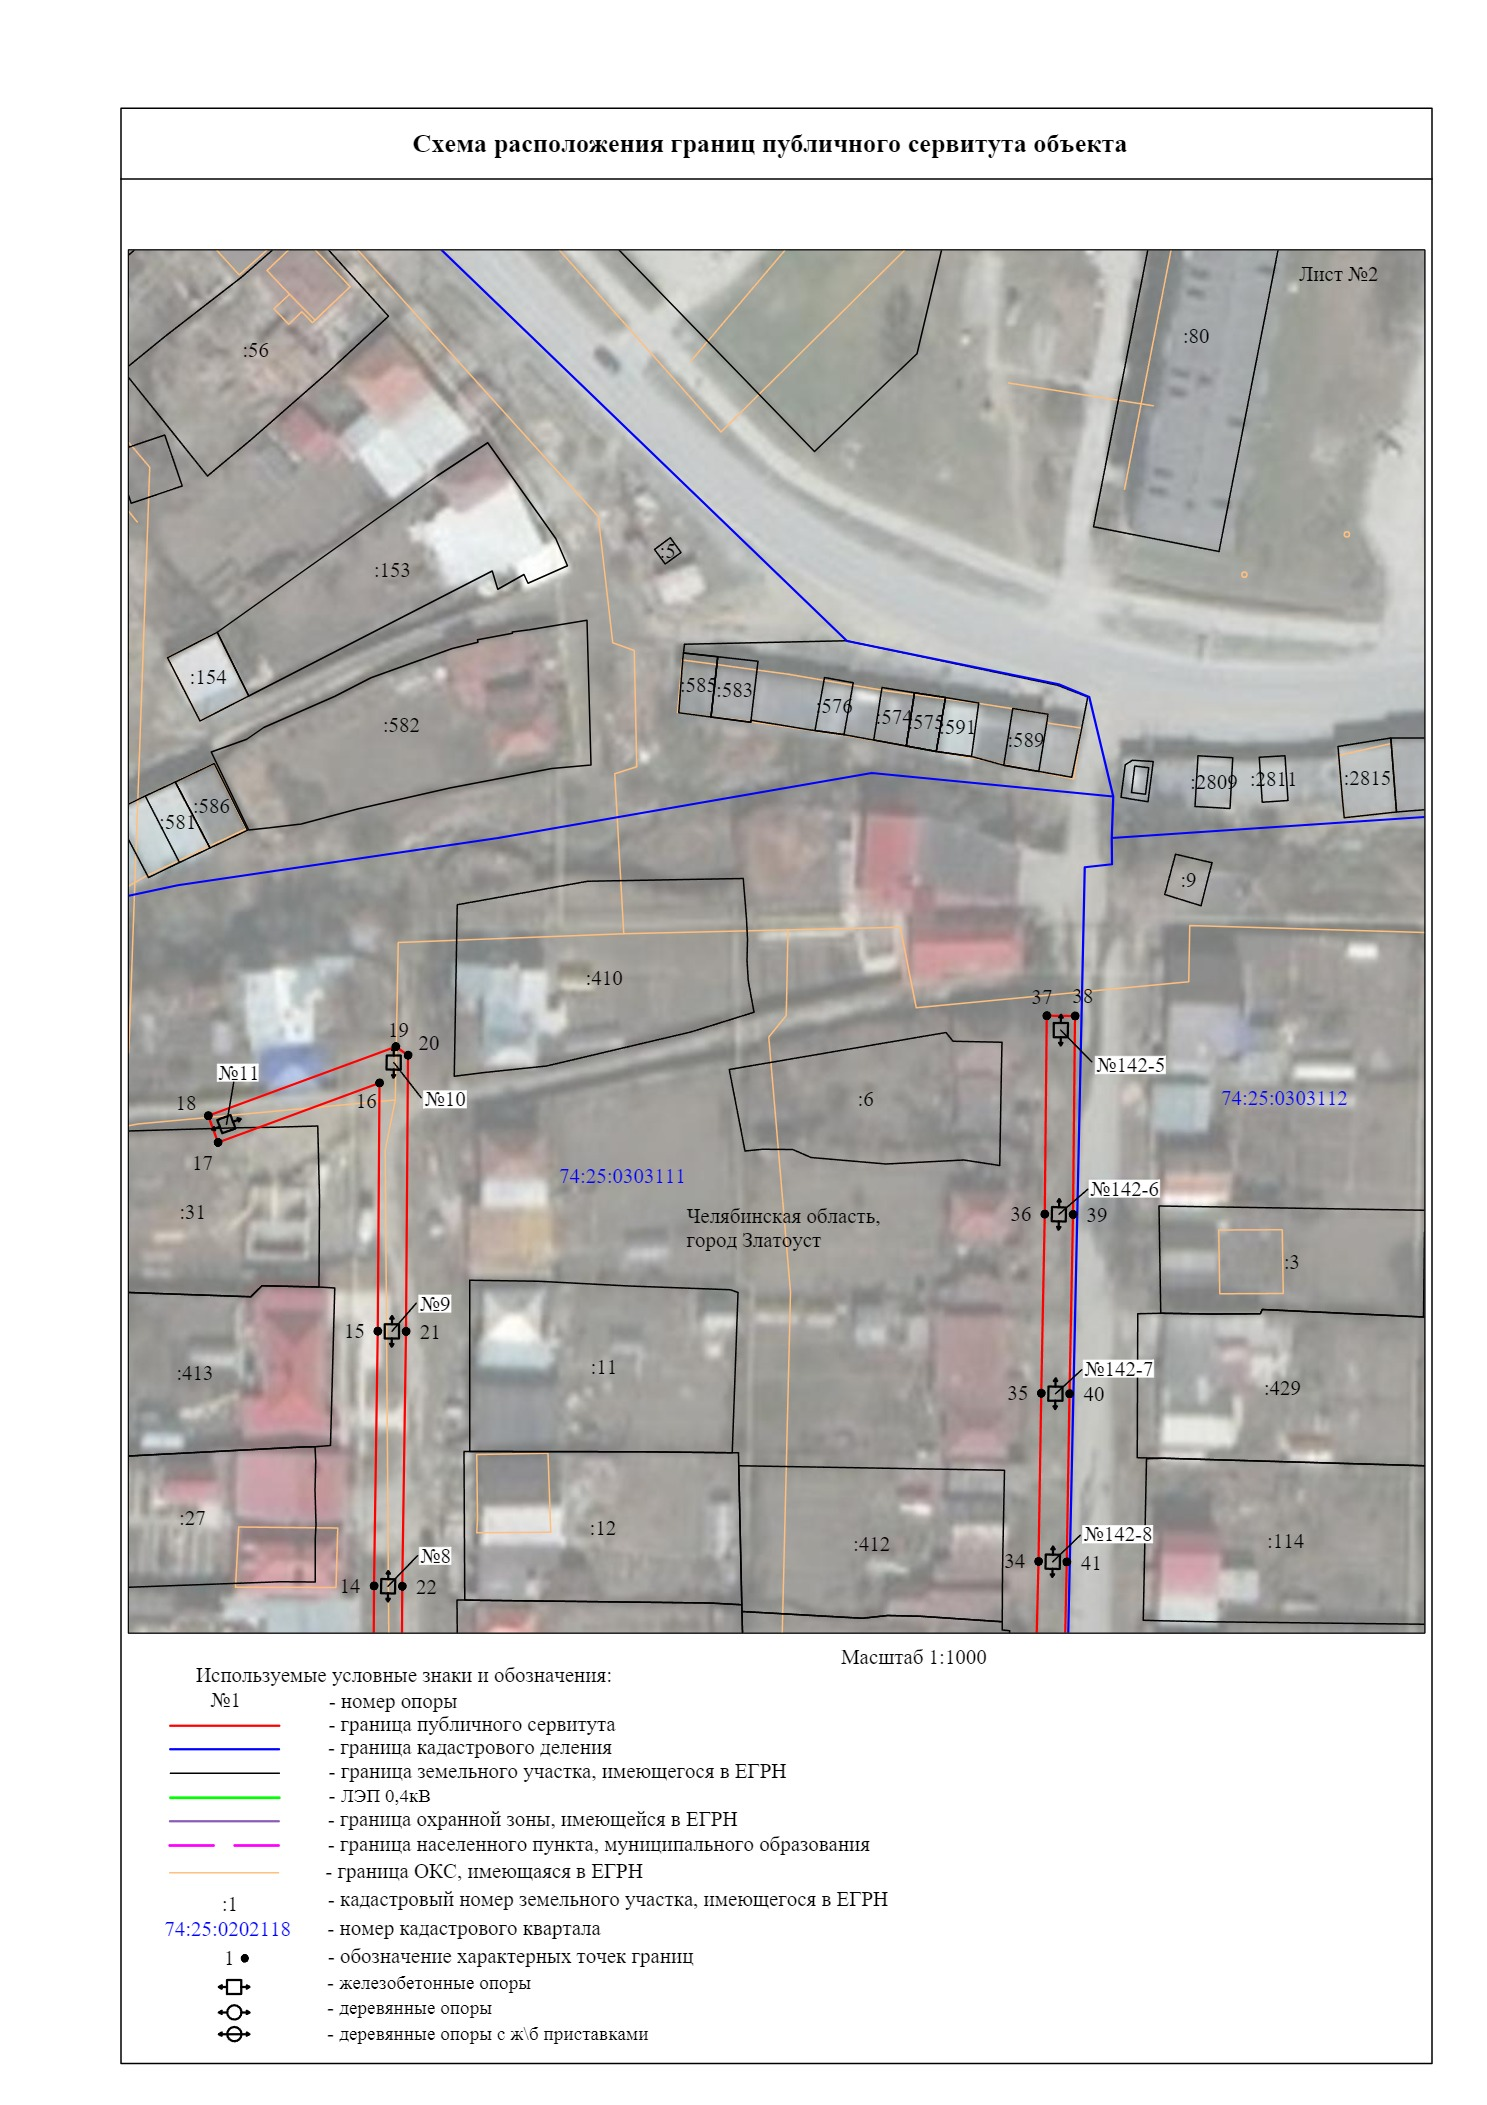 Схема расположения границ публичного сервитута объекта
Лист №2
:56
:80
:5
:153
:154
:582
:585
:583
:576
:574
:575
:591
:589
:586
:581
:2809
:2811
:2815
:9
:410
37
38
19
20
№142-5
№11
№10
16
18
:6
74:25:0303112
17
74:25:0303111
№142-6
:31
Челябинская область,
город Златоуст
36
39
:3
№9
15
21
:11
№142-7
:413
35
40
:429
:27
:12
:412
№142-8
:114
№8
34
41
14
22
Масштаб 1:1000
Используемые условные знаки и обозначения:
№1 - номер опоры
- граница публичного сервитута
- граница кадастрового деления
- граница земельного участка, имеющегося в ЕГРН
- ЛЭП 0,4кВ
- граница охранной зоны, имеющейся в ЕГРН
- граница населенного пункта, муниципального образования
- граница ОКС, имеющаяся в ЕГРН
:1 - кадастровый номер земельного участка, имеющегося в ЕГРН
74:25:0202118 - номер кадастрового квартала
1 - обозначение характерных точек границ
- железобетонные опоры
- деревянные опоры
- деревянные опоры с ж\б приставками